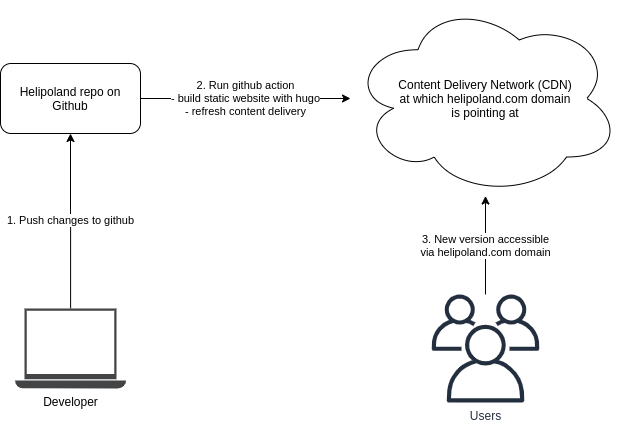 Helipoland repo on
Github
2. Run github action
- build static website with hugo
- refresh content delivery
Content Delivery Network (CDN)
at which helipoland.com domain
is pointing at
1. Push changes to github
3. New version accessible
via helipoland.com domain
Developer
Users